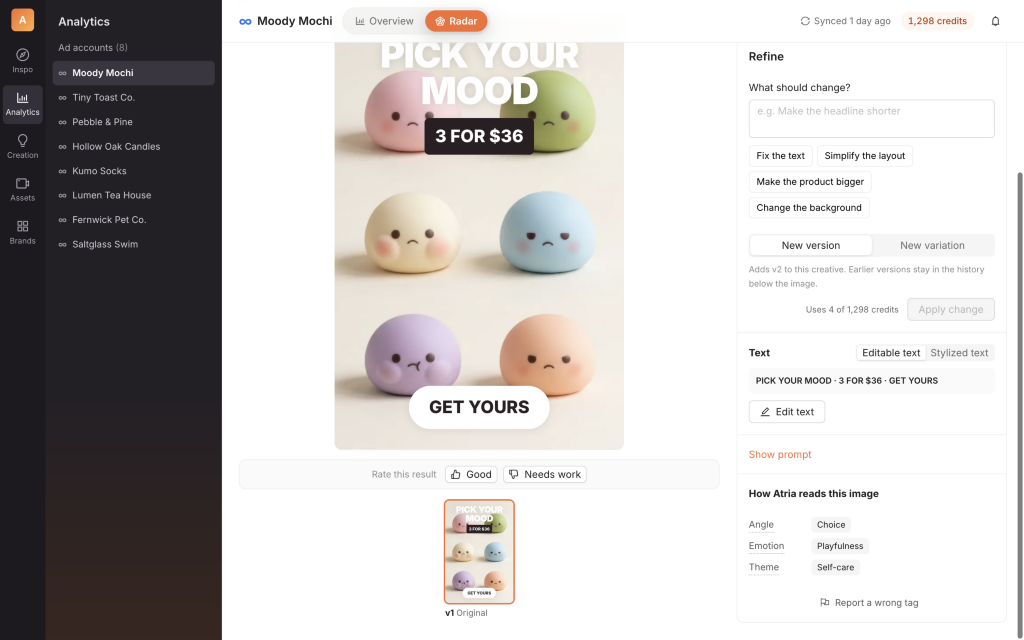 A
Inspo
Analytics
Creation
Assets
Brands
Analytics
Ad accounts (8)
Moody Mochi
Tiny Toast Co.
Pebble & Pine
Hollow Oak Candles
Kumo Socks
Lumen Tea House
Fernwick Pet Co.
Saltglass Swim
Moody Mochi
Overview
Radar
Synced 1 day ago
1,298 credits
PICK YOUR
MOOD
3 FOR $36
GET YOURS
Rate this result
Good
Needs work
PICK YOUR
MOOD
3 FOR $36
GET YOURS
v1 Original
Refine
What should change?
e.g. Make the headline shorter
Fix the text
Simplify the layout
Make the product bigger
Change the background
New version
New variation
Adds v2 to this creative. Earlier versions stay in the history
below the image.
Uses 4 of 1,298 credits
Apply change
Text
Editable text
Stylized text
PICK YOUR MOOD · 3 FOR $36 · GET YOURS
Edit text
Show prompt
How Atria reads this image
Angle
Choice
Emotion
Playfulness
Theme
Self-care
Report a wrong tag